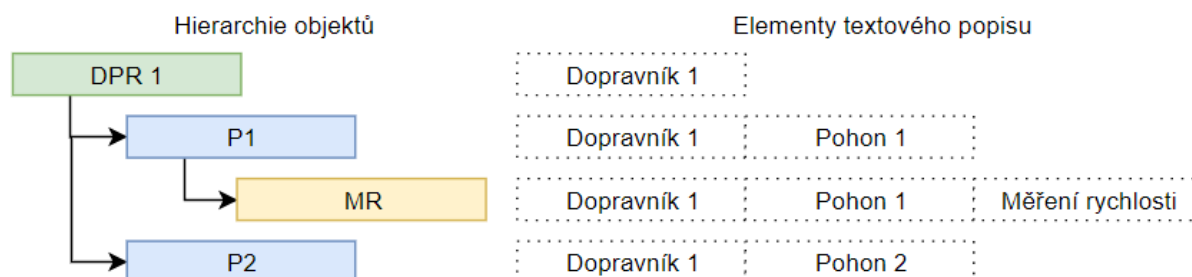 Hierarchie objektů Elementy textového popisu
DPR 1 Dopravník 1
P1 Dopravník 1 Pohon 1
MR Dopravník 1 Pohon 1 Měření rychlosti
P2 Dopravník 1 Pohon 2